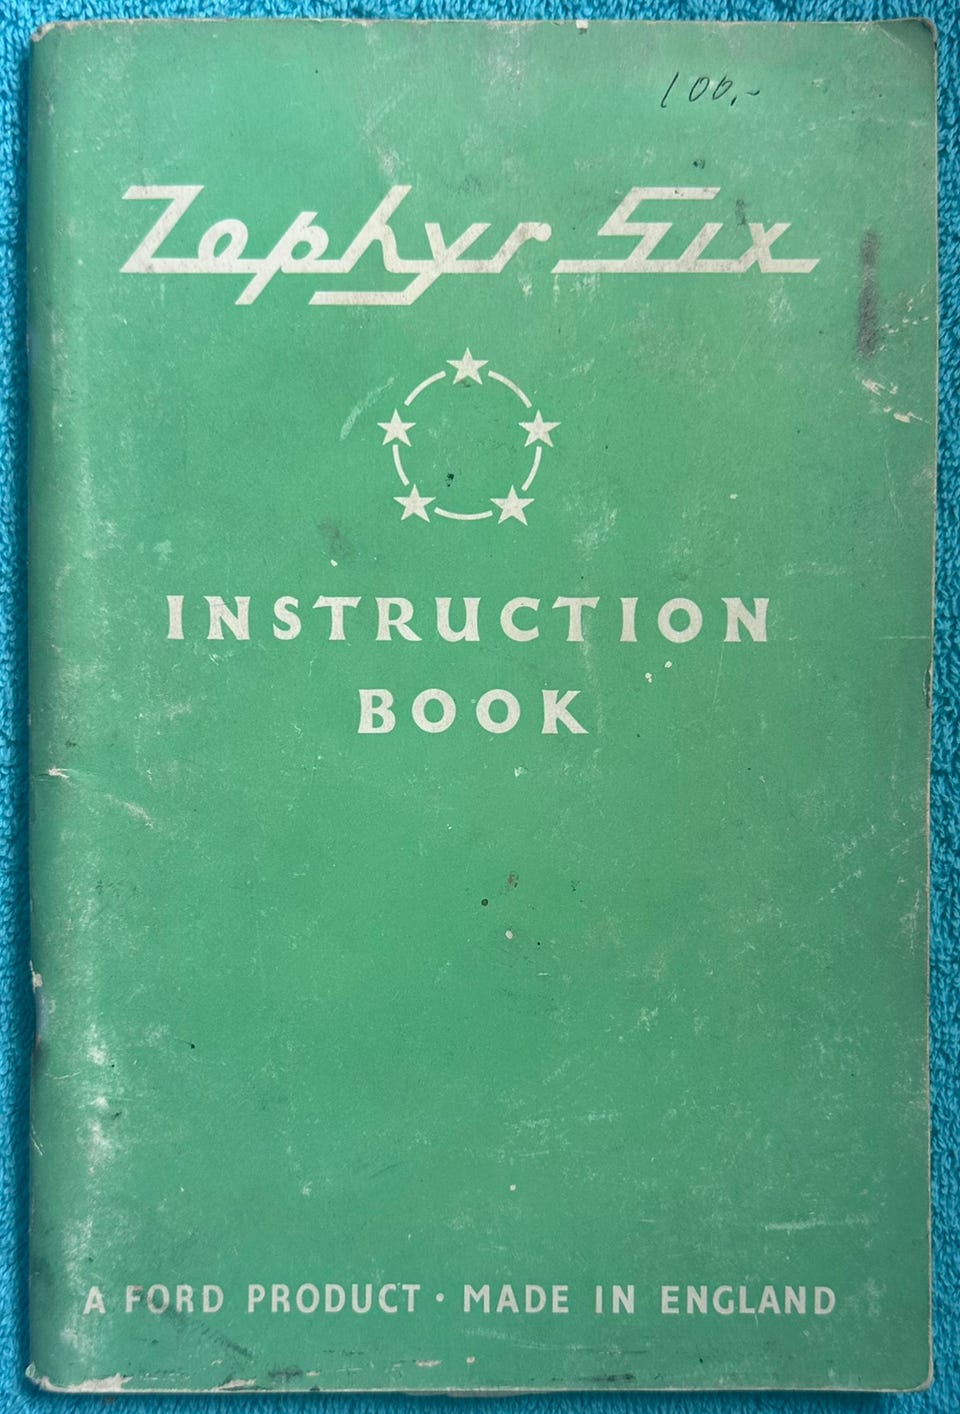 100,-
Zephyr Six
INSTRUCTION
BOOK
A FORD PRODUCT · MADE IN ENGLAND